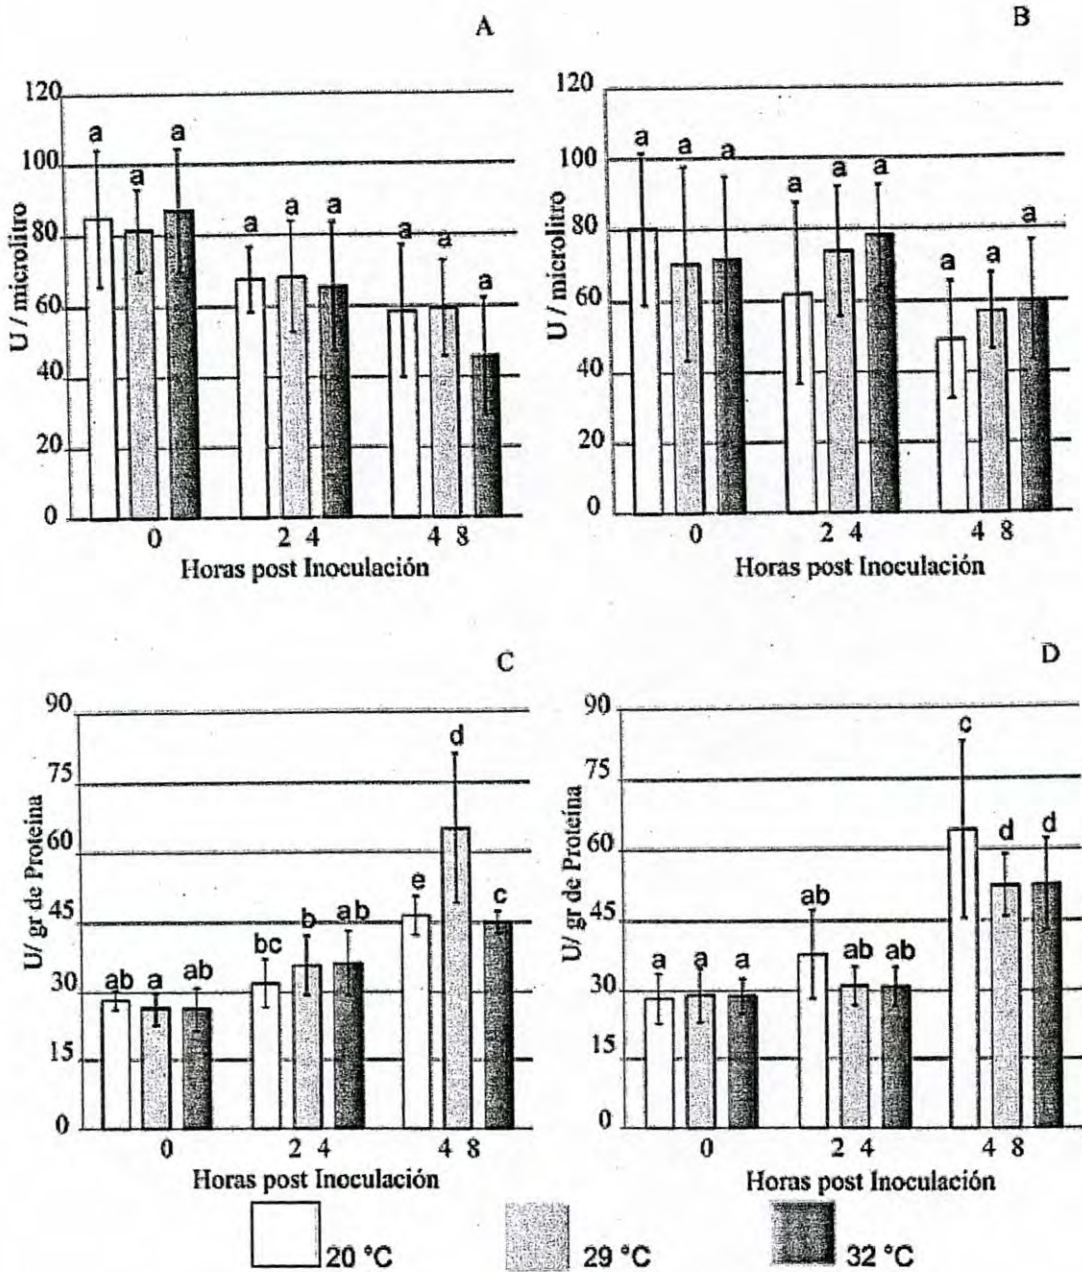 A
120
100
80
60
40
20
0
U / microlitro
a a a
a a a
a a a
0 2 4 4 8
Horas post Inoculación
B
120
100
80
60
40
20
0
U / microlitro
a a a
a a a
a a a
0 2 4 4 8
Horas post Inoculación
C
90
75
60
45
30
15
0
U/ gr de Proteína
ab a ab
bc b ab
e d c
0 2 4 4 8
Horas post Inoculación
D
90
75
60
45
30
15
0
U/ gr de Proteína
a a a
ab ab ab
c d d
0 2 4 4 8
Horas post Inoculación
20 °C 29 °C 32 °C